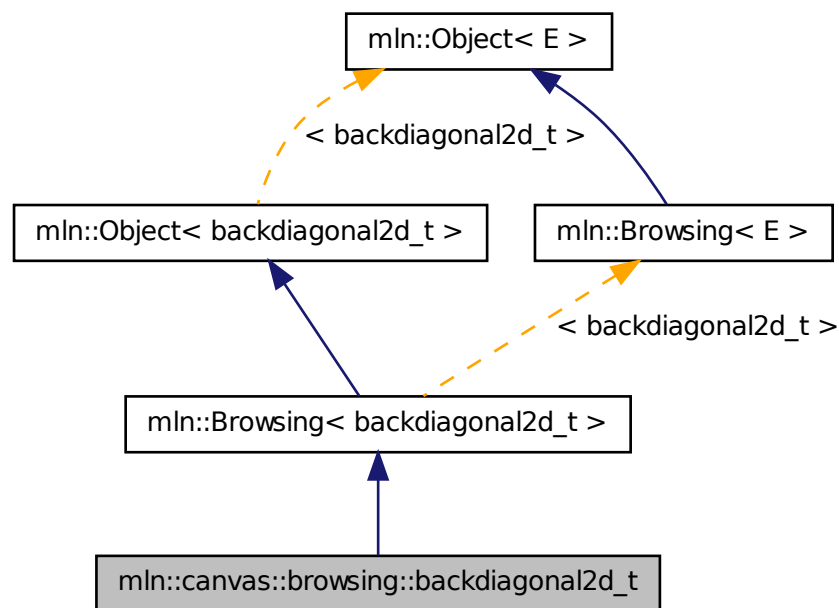 mln::Object< E >
< backdiagonal2d_t >
mln::Object< backdiagonal2d_t >
mln::Browsing< E >
< backdiagonal2d_t >
mln::Browsing< backdiagonal2d_t >
mln::canvas::browsing::backdiagonal2d_t